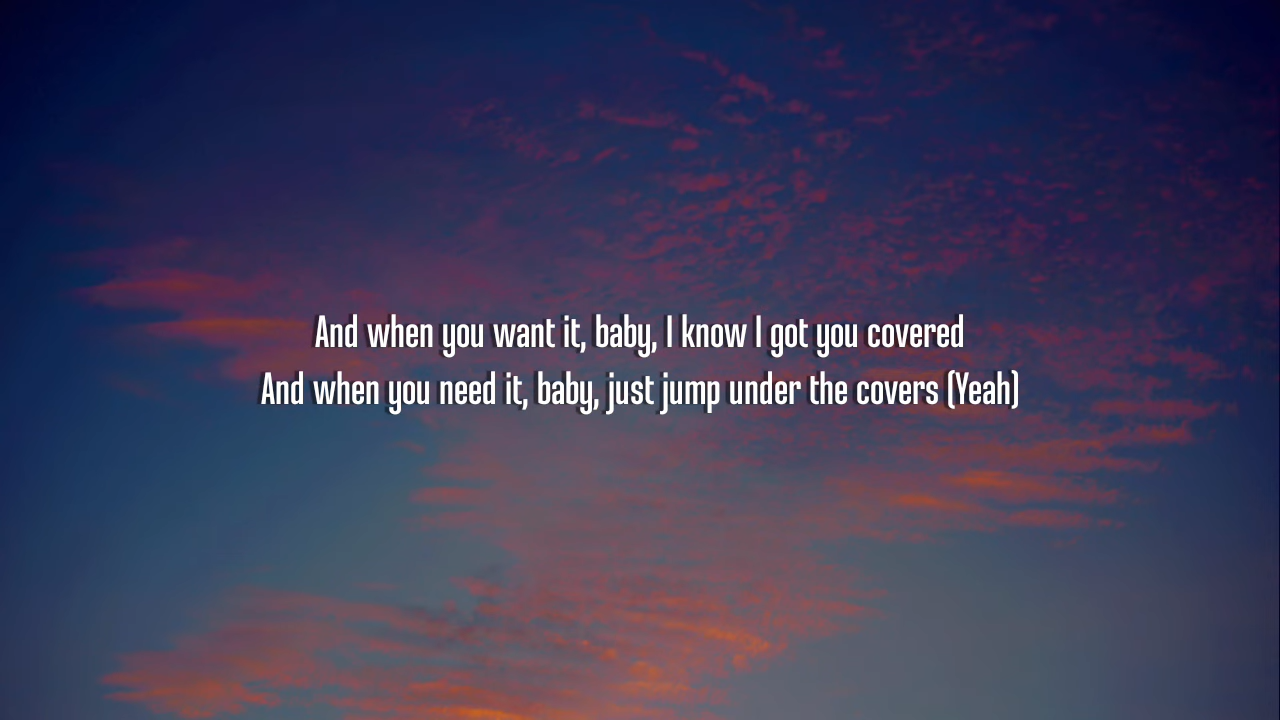 And when you want it, baby, I know I got you covered
And when you need it, baby, just jump under the covers (Yeah)